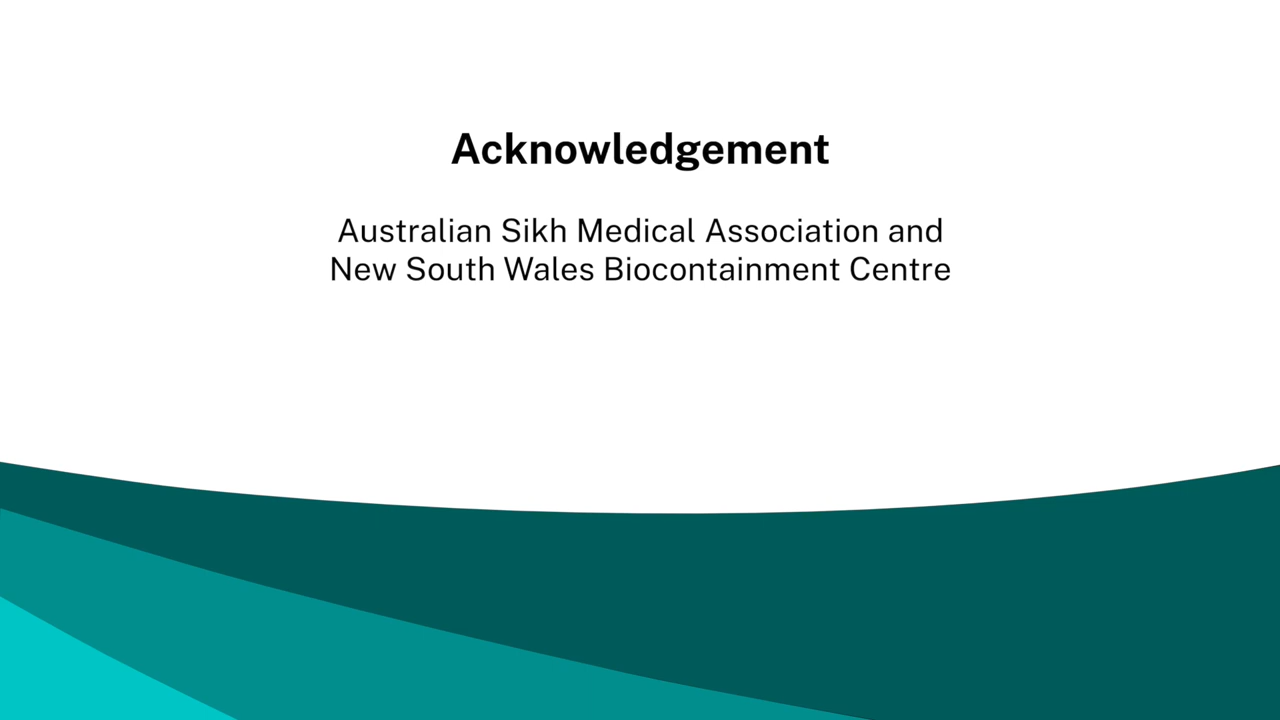 Acknowledgement
Australian Sikh Medical Association and
New South Wales Biocontainment Centre